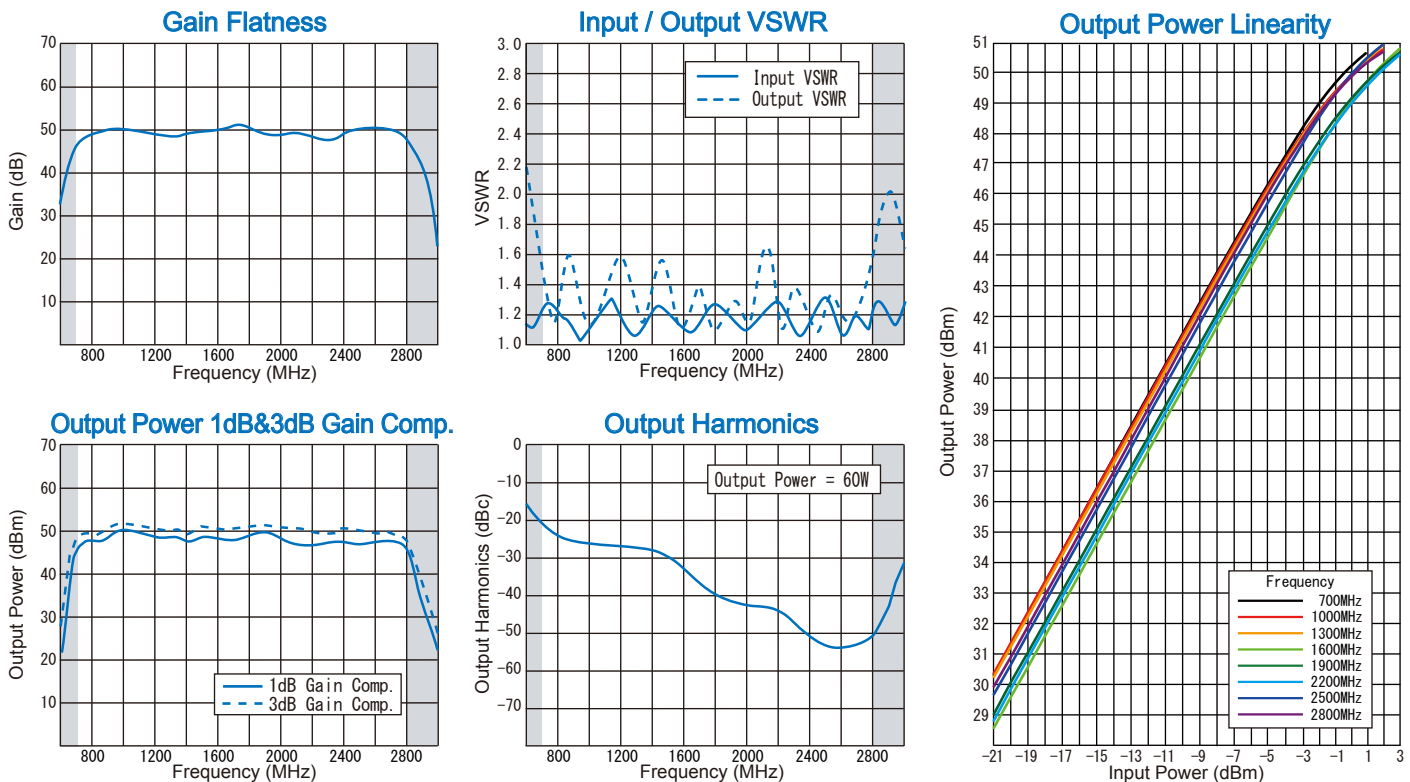 Gain Flatness
70
60
50
40
30
20
10
Gain (dB)
800 1200 1600 2000 2400 2800
Frequency (MHz)
Input / Output VSWR
3.0
2.8
2.6
2.4
2.2
2.0
1.8
1.6
1.4
1.2
1.0
VSWR
Input VSWR
Output VSWR
800 1200 1600 2000 2400 2800
Frequency (MHz)
Output Power 1dB&3dB Gain Comp.
70
60
50
40
30
20
10
Output Power (dBm)
1dB Gain Comp.
3dB Gain Comp.
800 1200 1600 2000 2400 2800
Frequency (MHz)
Output Harmonics
0
-10
-20
-30
-40
-50
-60
-70
Output Harmonics (dBc)
Output Power = 60W
800 1200 1600 2000 2400 2800
Frequency (MHz)
Output Power Linearity
51
50
49
48
47
46
45
44
43
42
41
40
39
38
37
36
35
34
33
32
31
30
29
Output Power (dBm)
Frequency
700MHz
1000MHz
1300MHz
1600MHz
1900MHz
2200MHz
2500MHz
2800MHz
-21 -19 -17 -15 -13 -11 -9 -7 -5 -3 -1 1 3
Input Power (dBm)